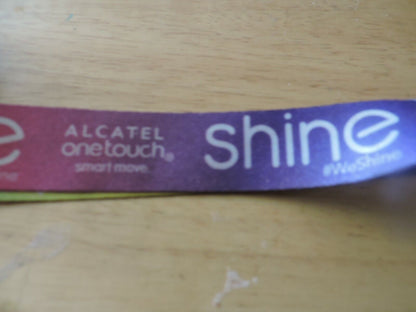 ALCATEL
onetouch®
smart move.
shine
#WeShine